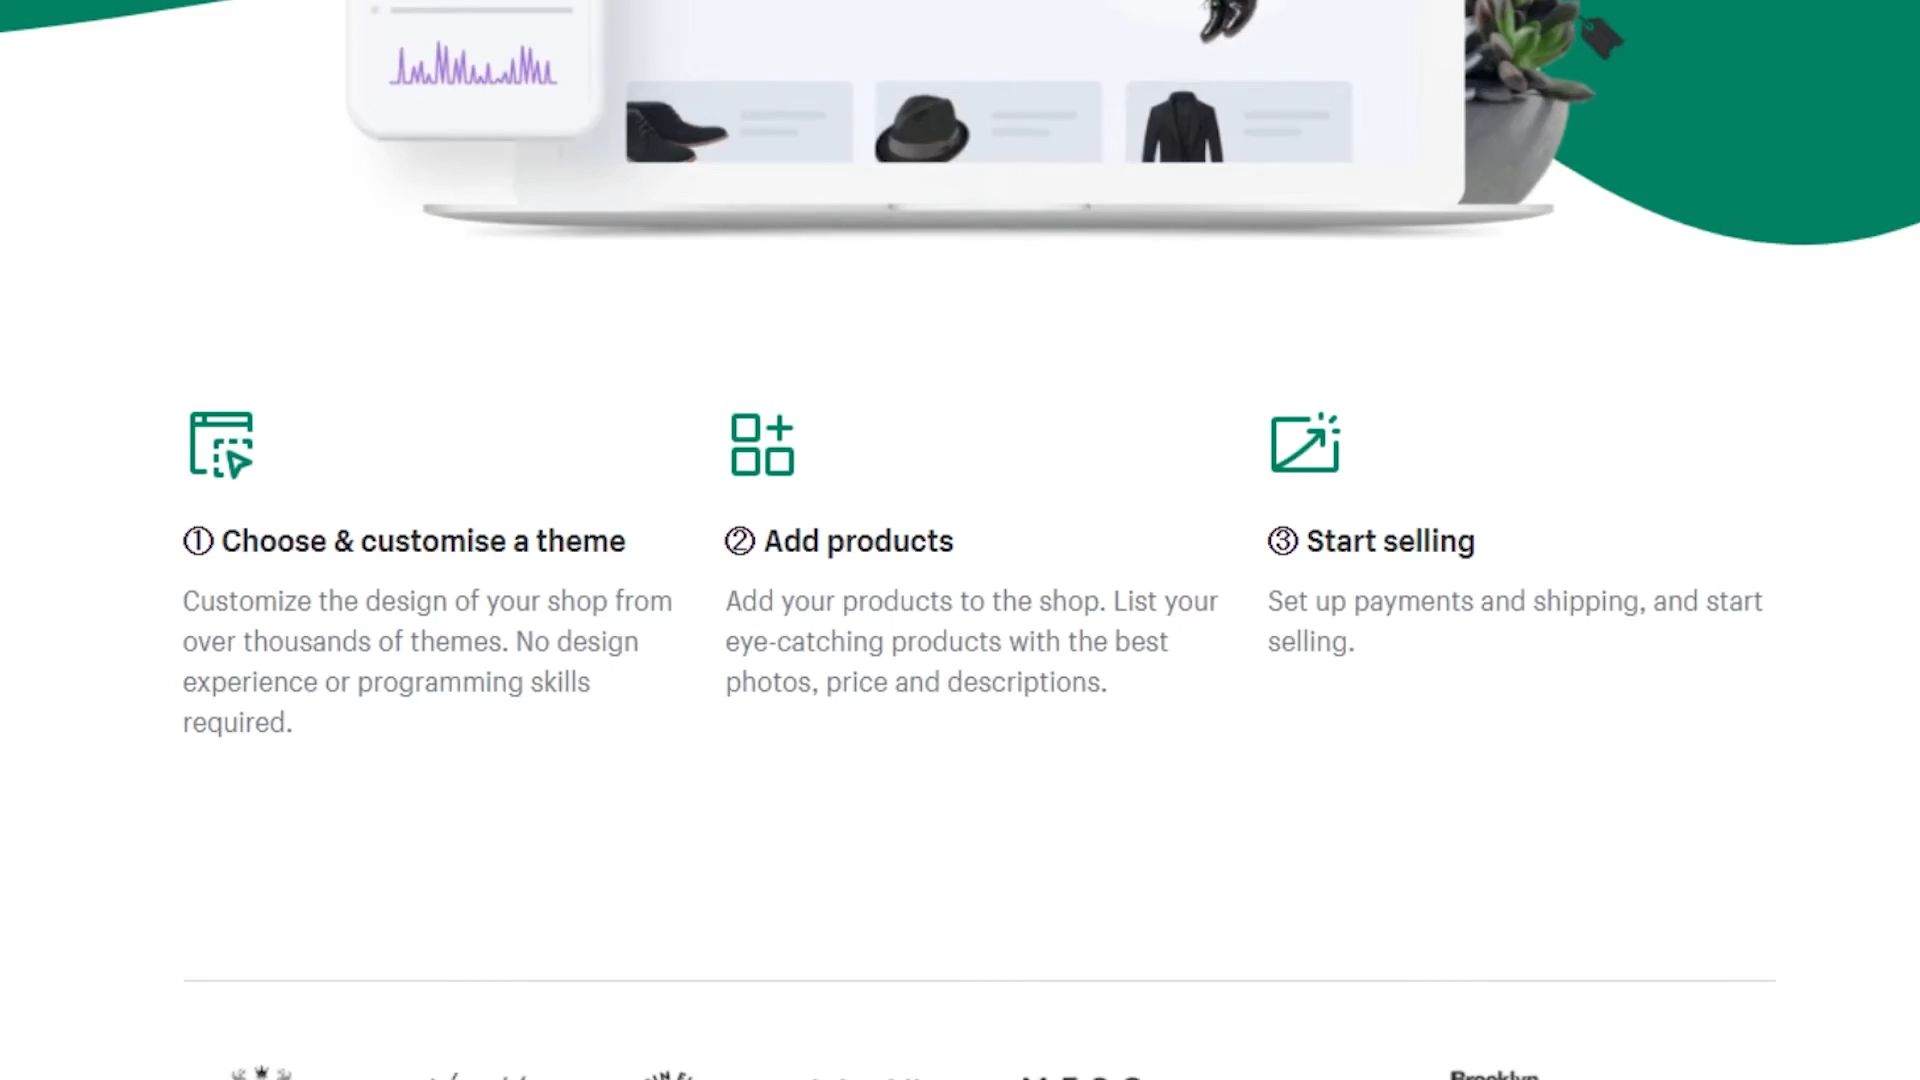 ① Choose & customise a theme
Customize the design of your shop from
over thousands of themes. No design
experience or programming skills
required.
② Add products
Add your products to the shop. List your
eye-catching products with the best
photos, price and descriptions.
③ Start selling
Set up payments and shipping, and start
selling.
Brooklyn